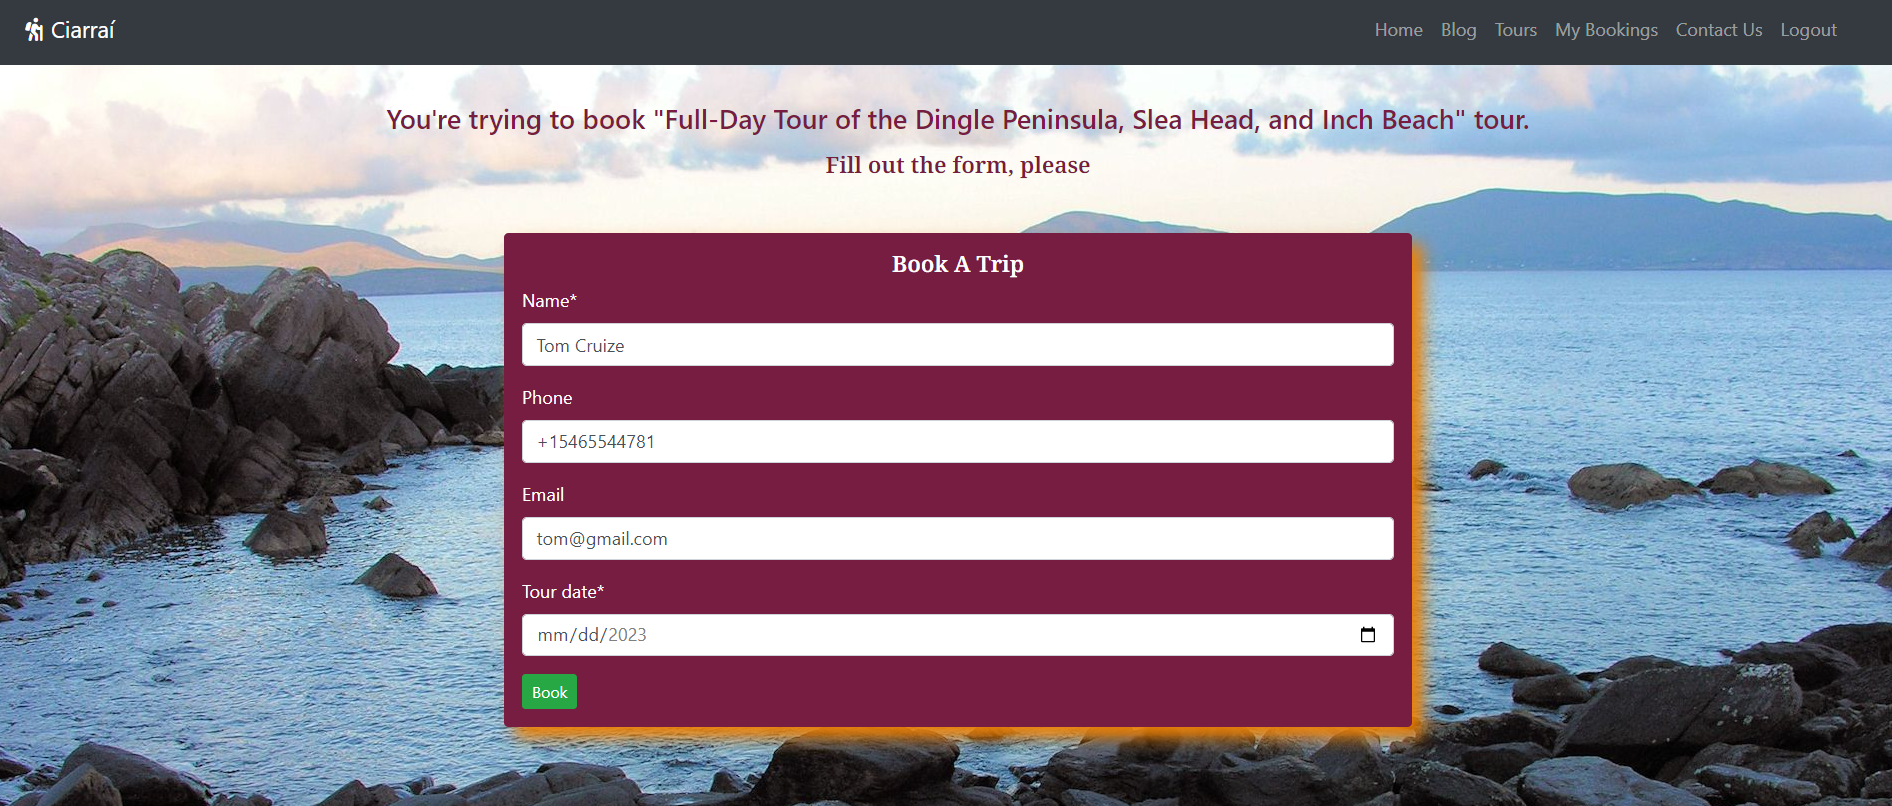 Ciarraí
Home Blog Tours My Bookings Contact Us Logout
You're trying to book "Full-Day Tour of the Dingle Peninsula, Slea Head, and Inch Beach" tour.
Fill out the form, please
Book A Trip
Name*
Tom Cruize
Phone
+15465544781
Email
tom@gmail.com
Tour date*
mm/dd/2023
Book